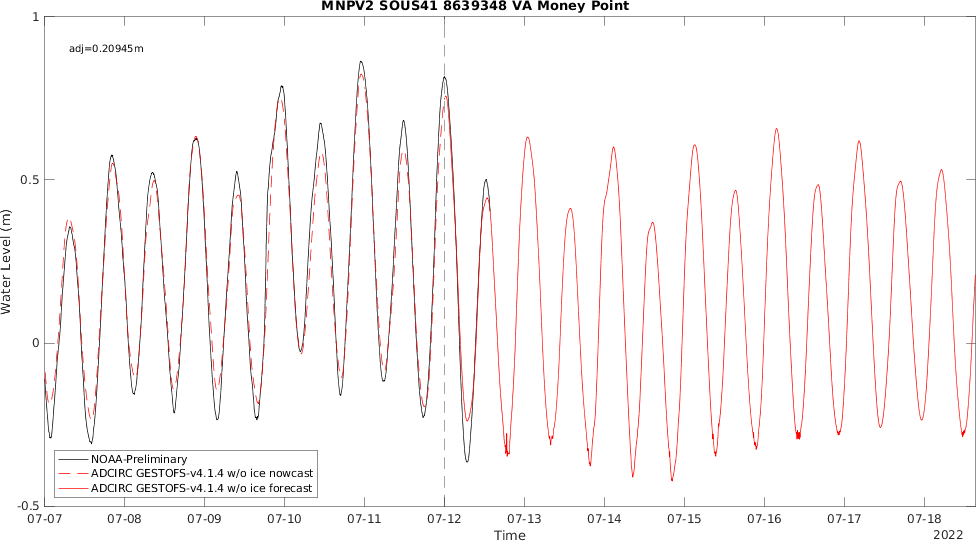 MNPV2 SOUS41 8639348 VA Money Point
adj=0.20945m
1
0.5
0
-0.5
Water Level (m)
NOAA-Preliminary
ADCIRC GESTOFS-v4.1.4 w/o ice nowcast
ADCIRC GESTOFS-v4.1.4 w/o ice forecast
07-07 07-08 07-09 07-10 07-11 07-12 07-13 07-14 07-15 07-16 07-17 07-18
Time
2022